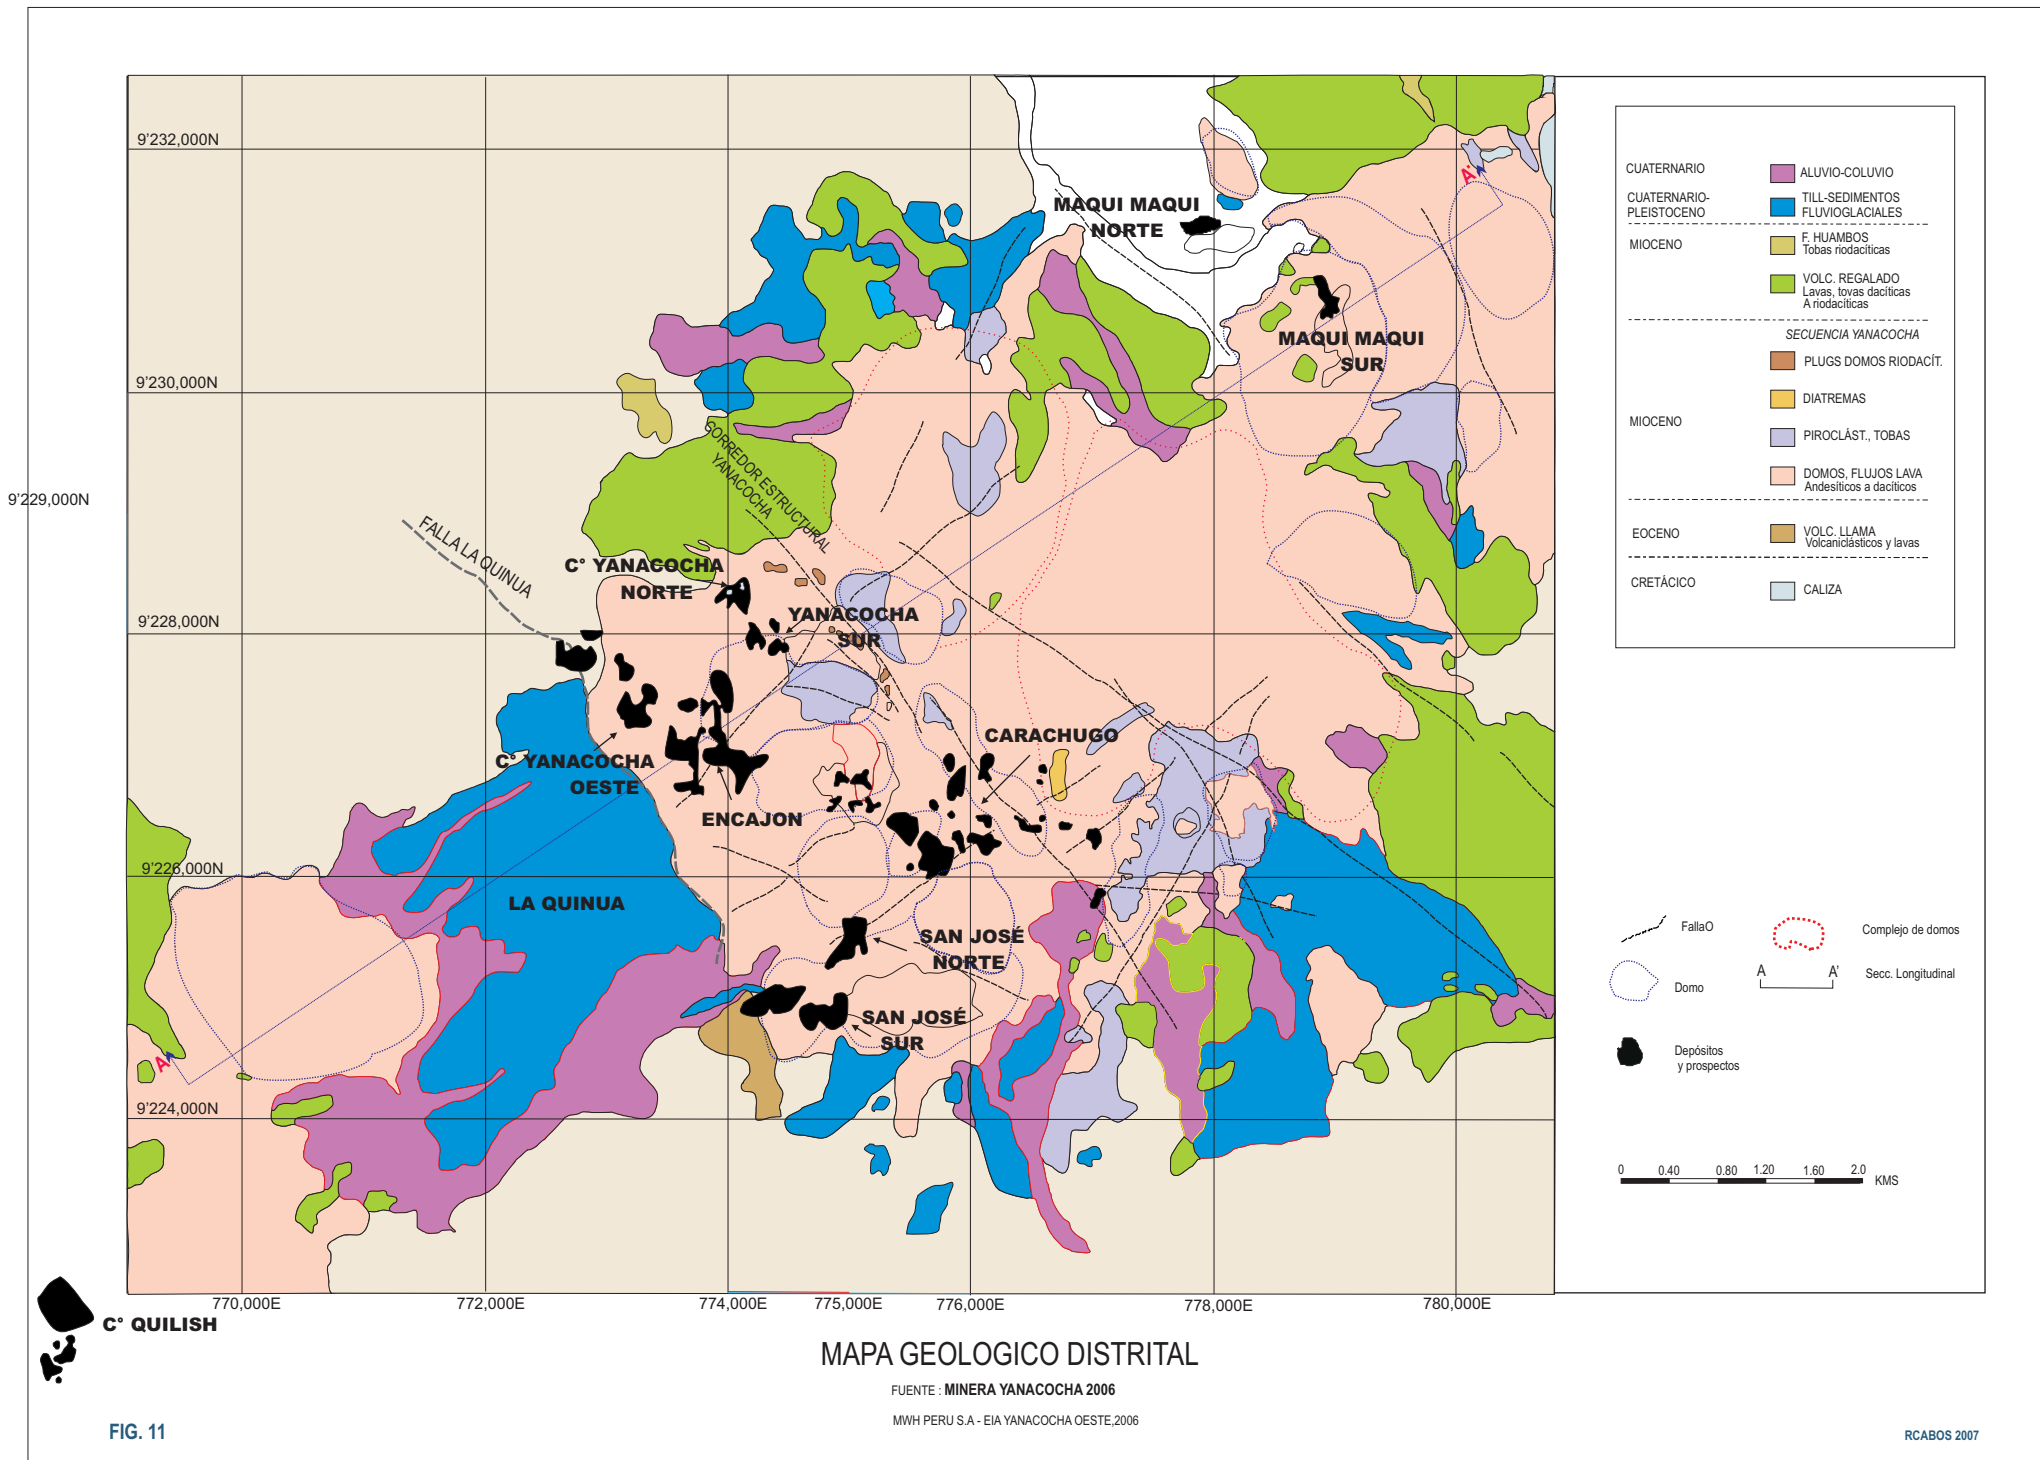 9'232,000N
9'230,000N
9'229,000N
9'228,000N
9'226,000N
9'224,000N
770,000E
772,000E
774,000E
775,000E
776,000E
778,000E
780,000E
MAQUI MAQUI
NORTE
MAQUI MAQUI
SUR
A'
CORREDOR ESTRUCTURAL
YANACOCHA
FALLA LA QUINUA
C° YANACOCHA
NORTE
YANACOCHA
SUR
C° YANACOCHA
OESTE
ENCAJON
CARACHUGO
LA QUINUA
SAN JOSÉ
NORTE
SAN JOSÉ
SUR
A
C° QUILISH
CUATERNARIO
ALUVIO-COLUVIO
CUATERNARIO-
PLEISTOCENO
TILL-SEDIMENTOS
FLUVIOGLACIALES
MIOCENO
F. HUAMBOS
Tobas riodacíticas
VOLC. REGALADO
Lavas, tovas dacíticas
A riodacíticas
SECUENCIA YANACOCHA
PLUGS DOMOS RIODACÍT.
DIATREMAS
MIOCENO
PIROCLÁST., TOBAS
DOMOS, FLUJOS LAVA
Andesíticos a dacíticos
EOCENO
VOLC. LLAMA
Volcaniclásticos y lavas
CRETÁCICO
CALIZA
FallaO
Complejo de domos
Domo
A A'
Secc. Longitudinal
Depósitos
y prospectos
0 0.40 0.80 1.20 1.60 2.0
KMS
MAPA GEOLOGICO DISTRITAL
FUENTE : MINERA YANACOCHA 2006
MWH PERU S.A - EIA YANACOCHA OESTE,2006
FIG. 11
RCABOS 2007